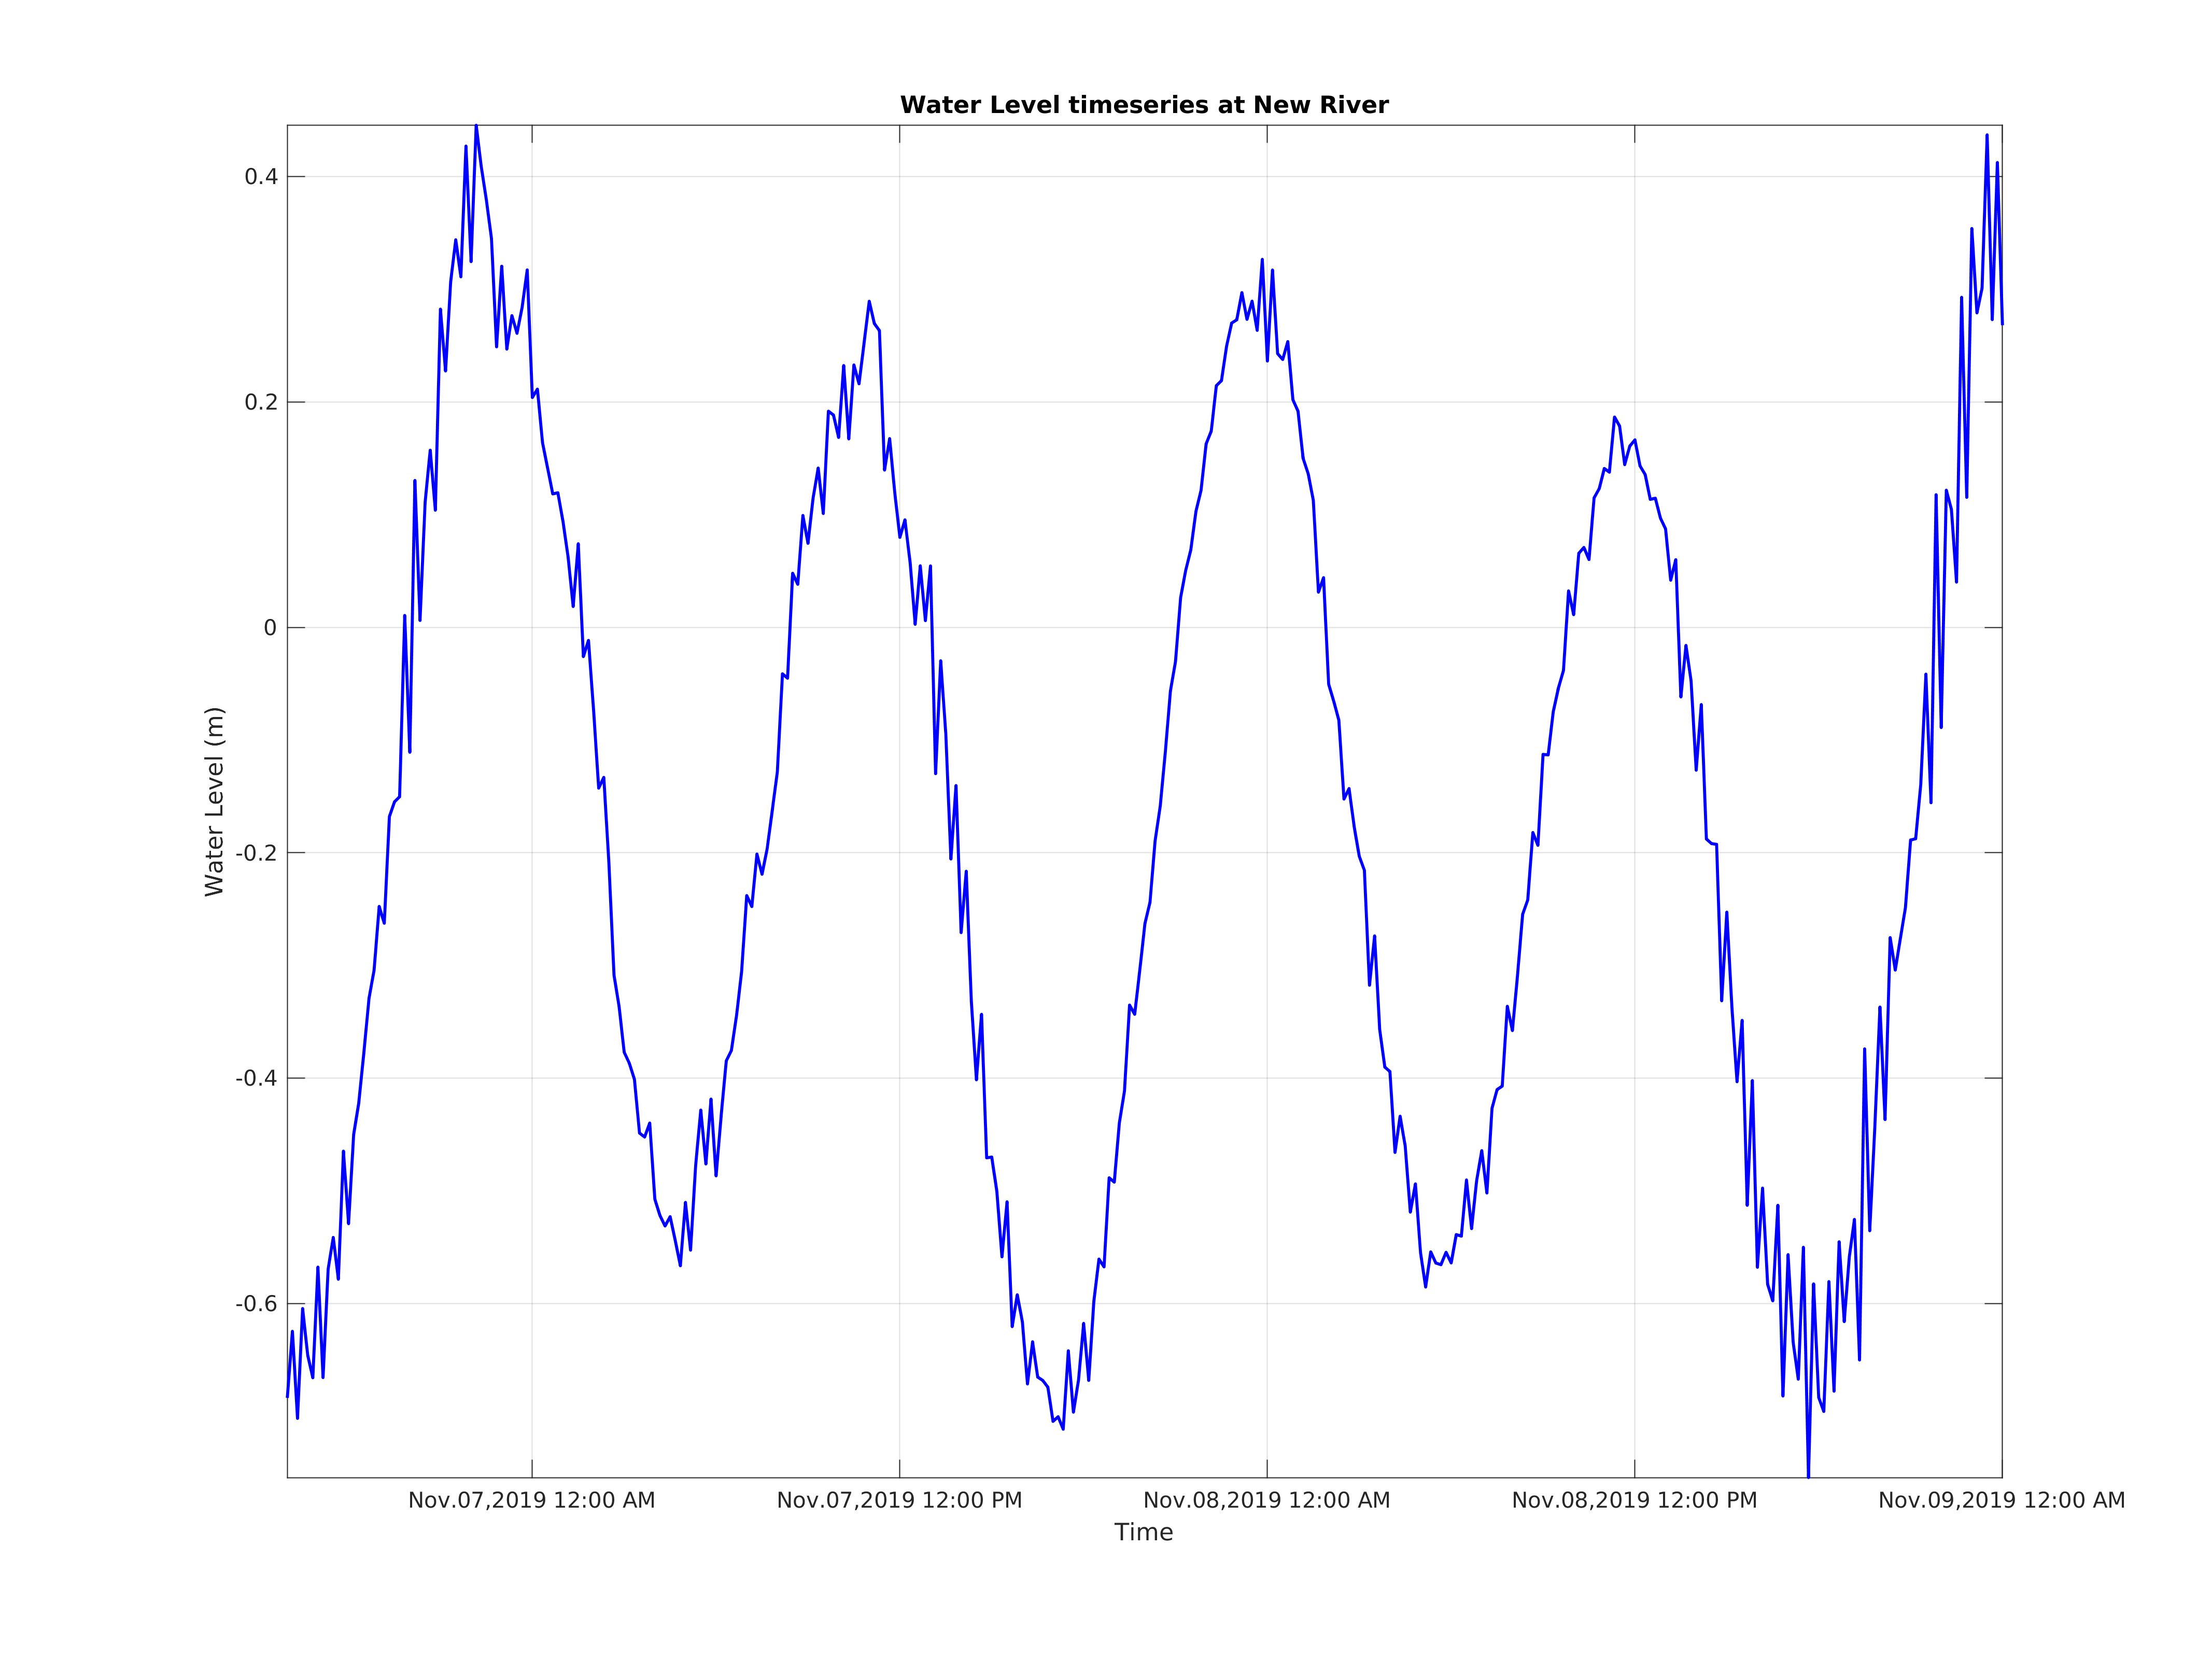 Water Level timeseries at New River
0.4
0.2
0
-0.2
-0.4
-0.6
Water Level (m)
Nov.07,2019 12:00 AM
Nov.07,2019 12:00 PM
Nov.08,2019 12:00 AM
Nov.08,2019 12:00 PM
Nov.09,2019 12:00 AM
Time